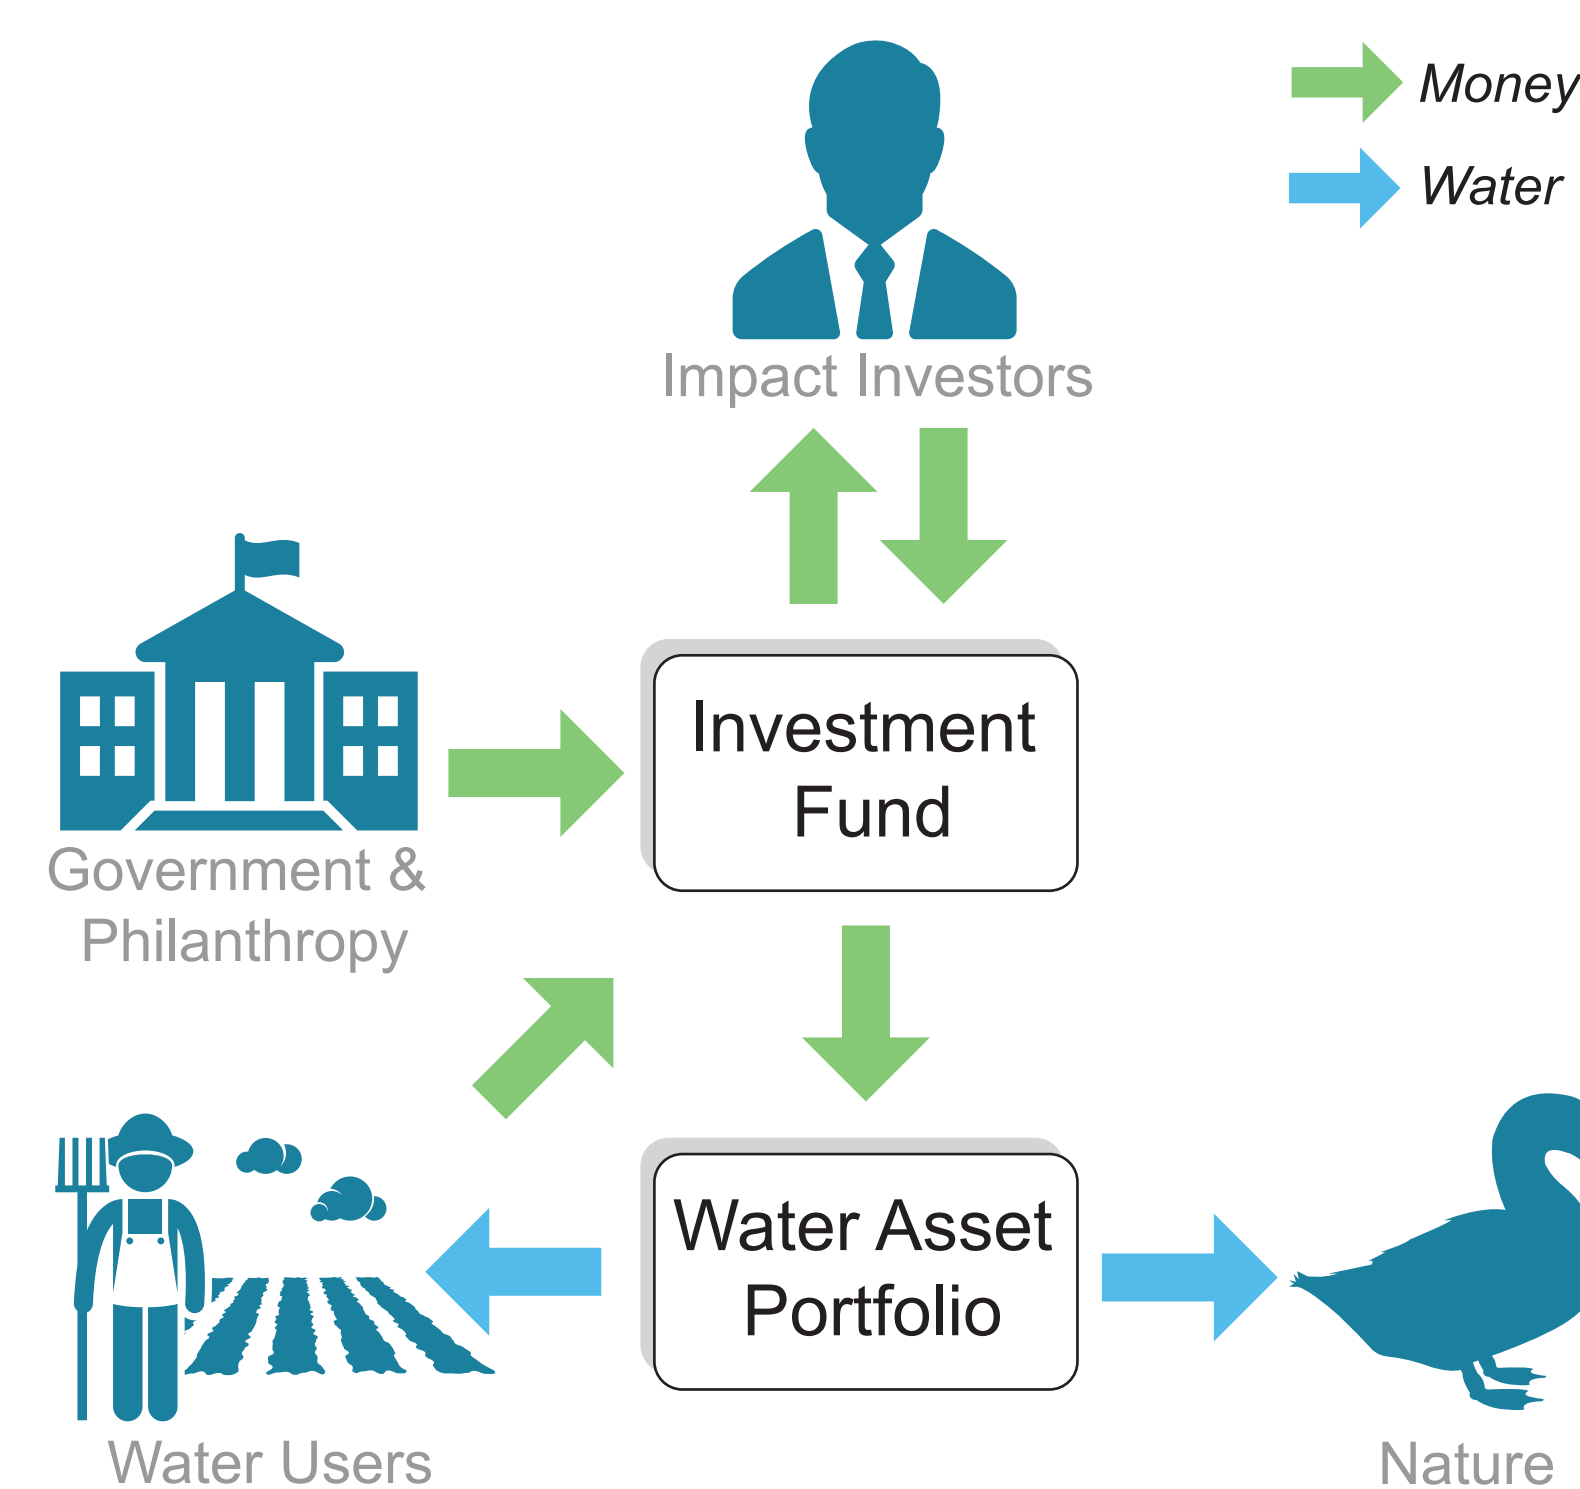 Money
Water
Impact Investors
Investment
Fund
Government &
Philanthropy
Water Asset
Portfolio
Water Users
Nature